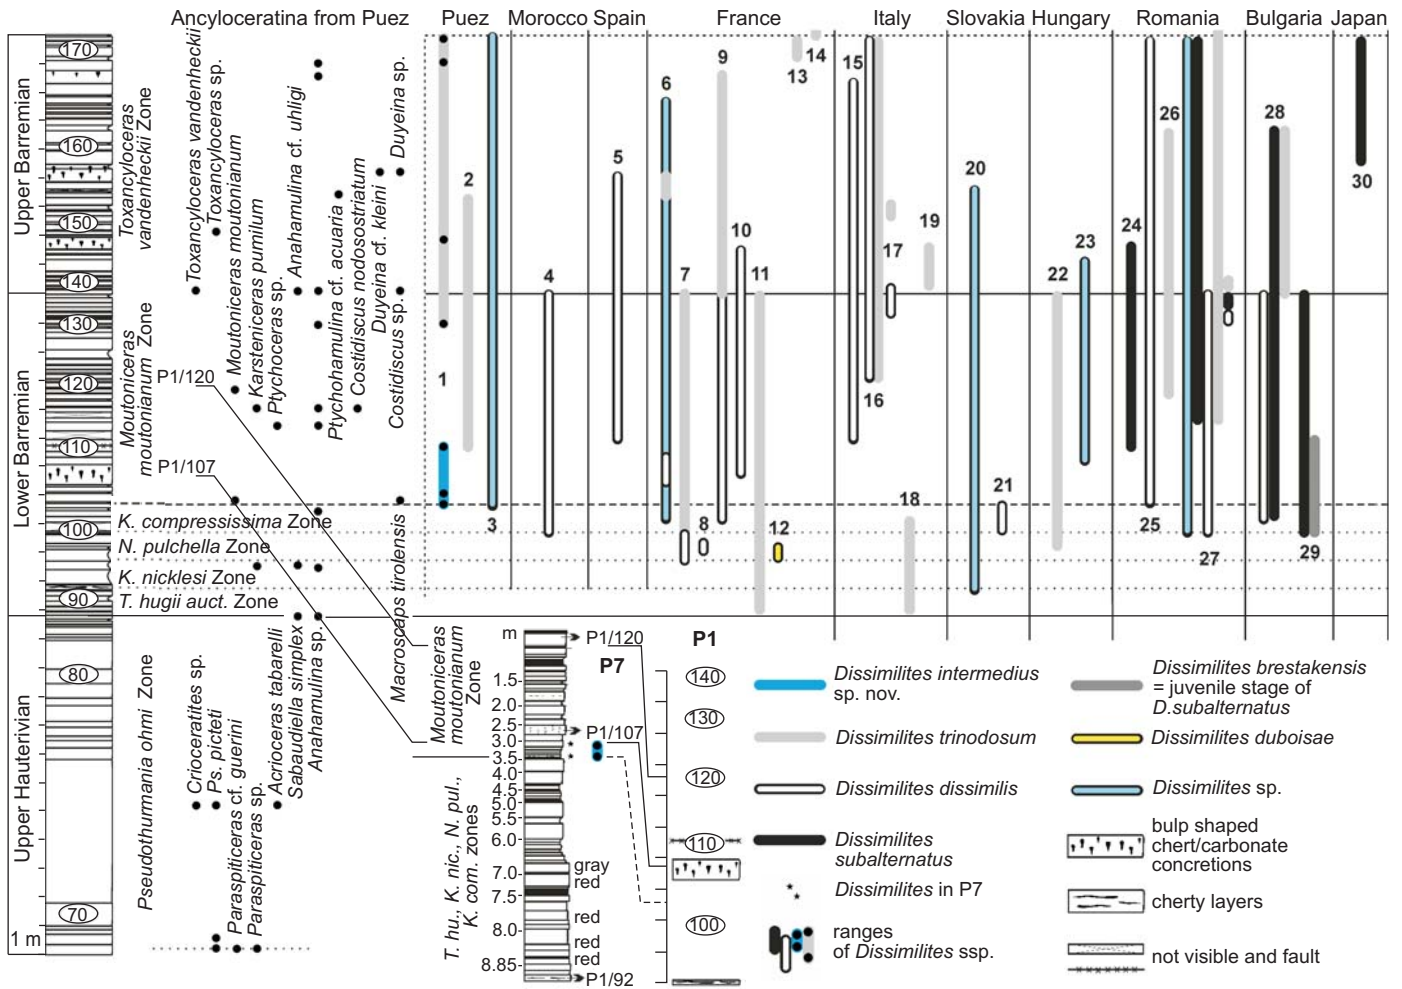 Ancyloceratina from Puez
Puez
Morocco
Spain
France
Italy
Slovakia
Hungary
Romania
Bulgaria
Japan
Upper Barremian
Lower Barremian
Upper Hauterivian
170
160
150
140
130
120
110
100
90
80
70
1 m
Toxancyloceras
vandenheckii Zone
Moutoniceras
moutonianum Zone
K. compressissima Zone
N. pulchella Zone
K. nicklesi Zone
T. hugii auct. Zone
Pseudothurmania ohmi Zone
P1/120
P1/107
Toxancyloceras vandenheckii
Toxancyloceras sp.
Moutoniceras moutonianum
Karsteniceras pumilum
Ptychoceras sp.
Anahamulina cf. uhligi
Ptychohamulina cf. acuaria
Costidiscus nodosostriatum
Duyeina cf. kleini
Duyeina sp.
Costidiscus sp.
Macroscaps tirolensis
Crioceratites sp.
Ps. picteti
Paraspiticeras cf. guerini
Paraspiticeras sp.
Acrioceras tabarelli
Sabaudiella simplex
Anahamulina sp.
1
2
3
4
5
6
7
8
9
10
11
12
13
14
15
16
17
18
19
20
21
22
23
24
25
26
27
28
29
30
Moutoniceras
moutonianum
Zone
T. hu., K. nic., N. pul.,
K. com. zones
m
1.5
2.0
2.5
3.0
3.5
4.0
4.5
5.0
5.5
6.0
7.0
7.5
8.0
8.85
P1/120
P7
P1/107
gray
red
red
red
red
P1/92
P1
140
130
120
110
100
Dissimilites intermedius
sp. nov.
Dissimilites trinodosum
Dissimilites dissimilis
Dissimilites
subalternatus
Dissimilites in P7
ranges
of Dissimilites ssp.
Dissimilites brestakensis
= juvenile stage of
D.subalternatus
Dissimilites duboisae
Dissimilites sp.
bulp shaped
chert/carbonate
concretions
cherty layers
not visible and fault